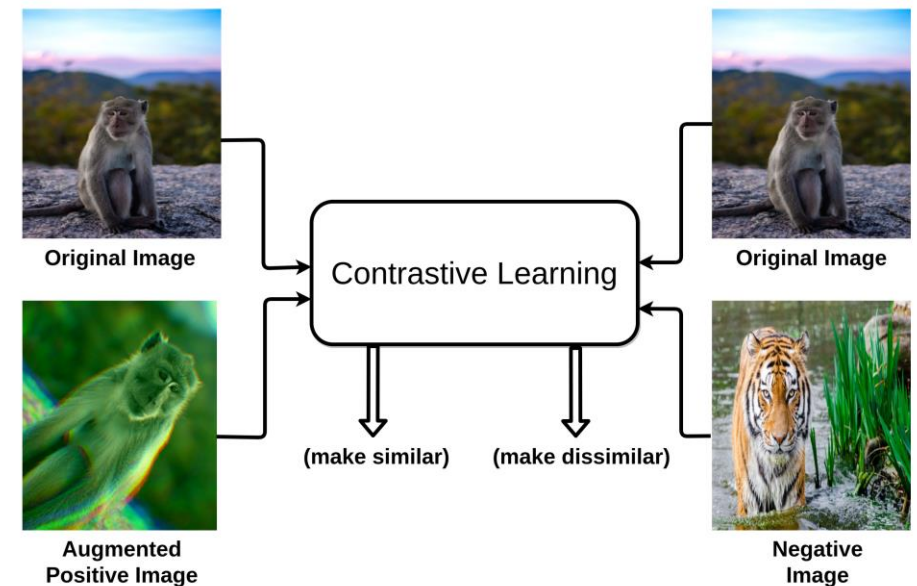 Original Image
Original Image
Contrastive Learning
(make similar)
(make dissimilar)
Augmented
Positive Image
Negative
Image